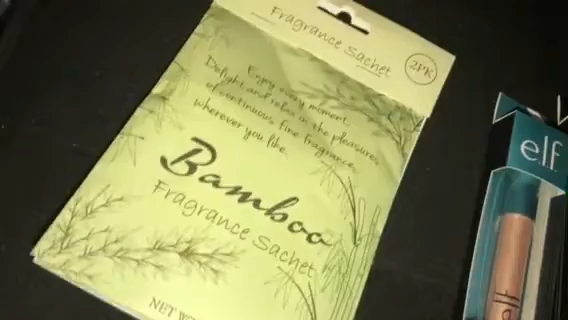 Fragrance Sachet
2PK
Enjoy every moment.
Delight and relax in the pleasures
of continuous fine fragrance,
wherever you like.
Bamboo
Fragrance Sachet
NET
e.l.f.
elf